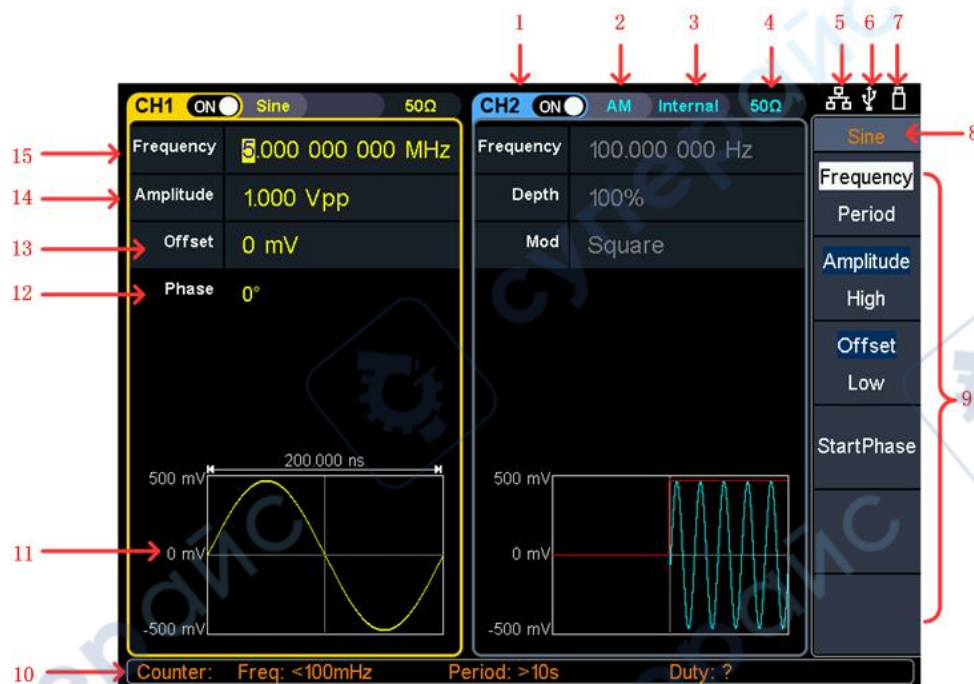 1 2 3 4 5 6 7
CH1 ON Sine 50Ω
CH2 ON AM Internal 50Ω
Sine 8
15 Frequency 5.000 000 000 MHz
Frequency 100.000 000 Hz
Frequency
Period
14 Amplitude 1.000 Vpp
Depth 100%
13 Offset 0 mV
Mod Square
Amplitude
High
12 Phase 0°
Offset
Low
9
StartPhase
200.000 ns
500 mV
500 mV
11 0 mV
0 mV
-500 mV
-500 mV
10 Counter: Freq: <100mHz Period: >10s Duty: ?
суперайс